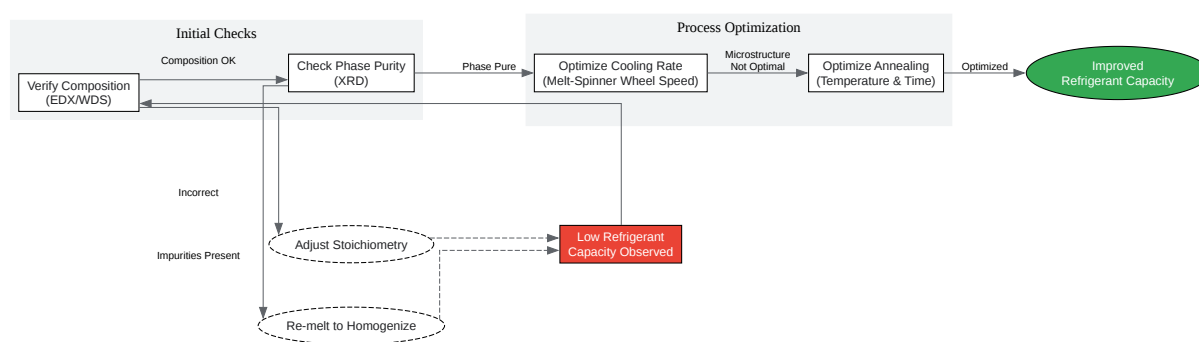 Initial Checks
Process Optimization
Composition OK
Verify Composition
(EDX/WDS)
Check Phase Purity
(XRD)
Phase Pure
Optimize Cooling Rate
(Melt-Spinner Wheel Speed)
Microstructure
Not Optimal
Optimize Annealing
(Temperature & Time)
Optimized
Improved
Refrigerant Capacity
Incorrect
Impurities Present
Adjust Stoichiometry
Low Refrigerant
Capacity Observed
Re-melt to Homogenize